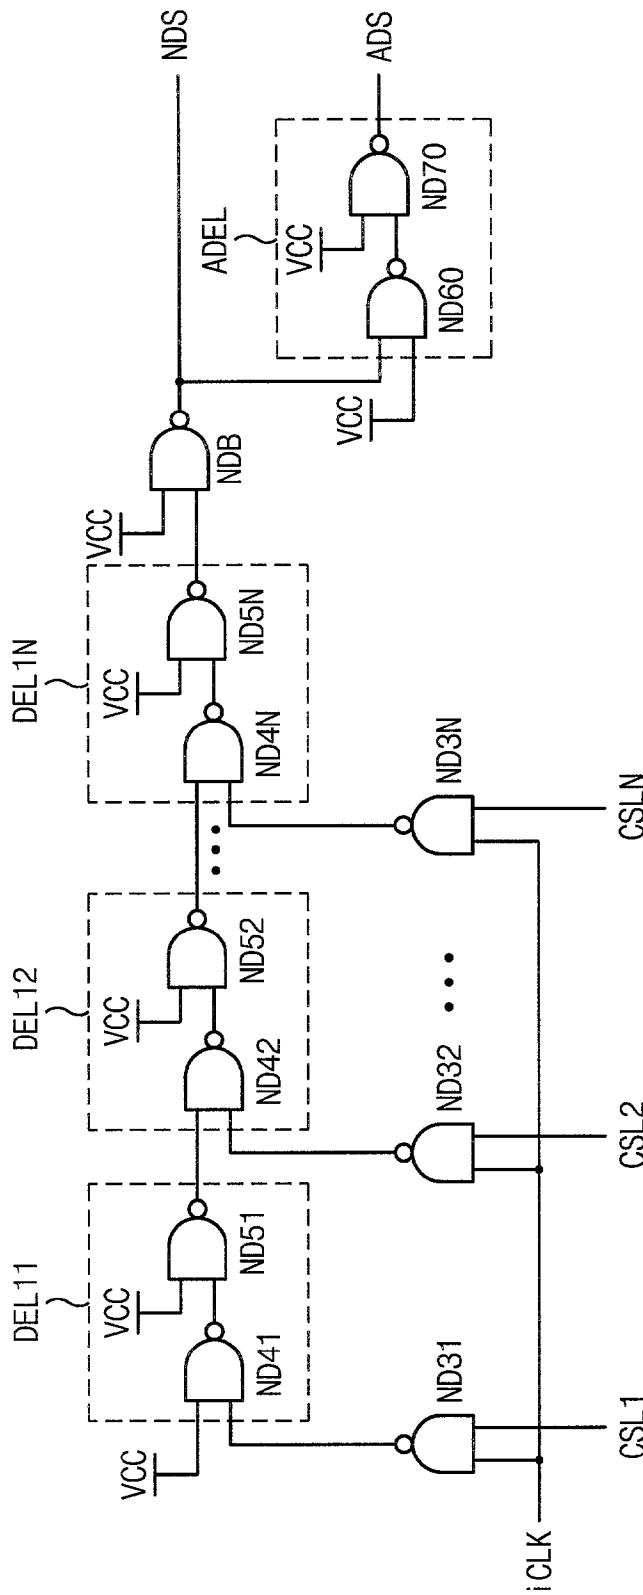 NDS
ADS
ADEL
VCC
ND70
ND60
VCC
NDB
VCC
DEL1N
VCC
ND5N
ND4N
ND3N
CSLN
DEL12
VCC
ND52
ND42
ND32
CSL2
DEL11
VCC
ND51
ND41
VCC
ND31
CSL1
iCLK